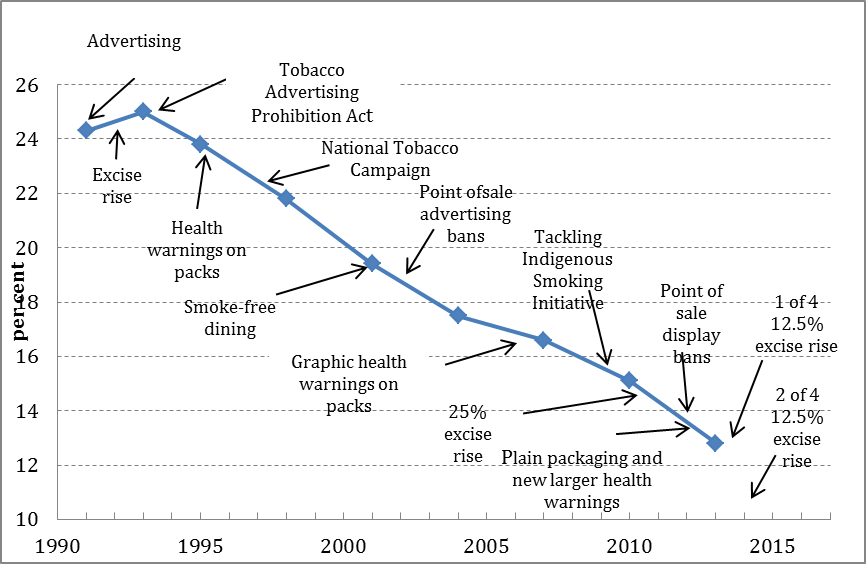 Advertising
Tobacco
Advertising
Prohibition Act
National Tobacco
Campaign
Point ofsale
advertising
bans
Excise
rise
Health
warnings on
packs
Smoke-free
dining
Tackling
Indigenous
Smoking
Initiative
Point of
sale
display
bans
1 of 4
12.5%
excise rise
Graphic health
warnings on
packs
25%
excise
rise
Plain packaging and
new larger health
warnings
2 of 4
12.5%
excise
rise
per cent
26
24
22
20
18
16
14
12
10
1990
1995
2000
2005
2010
2015